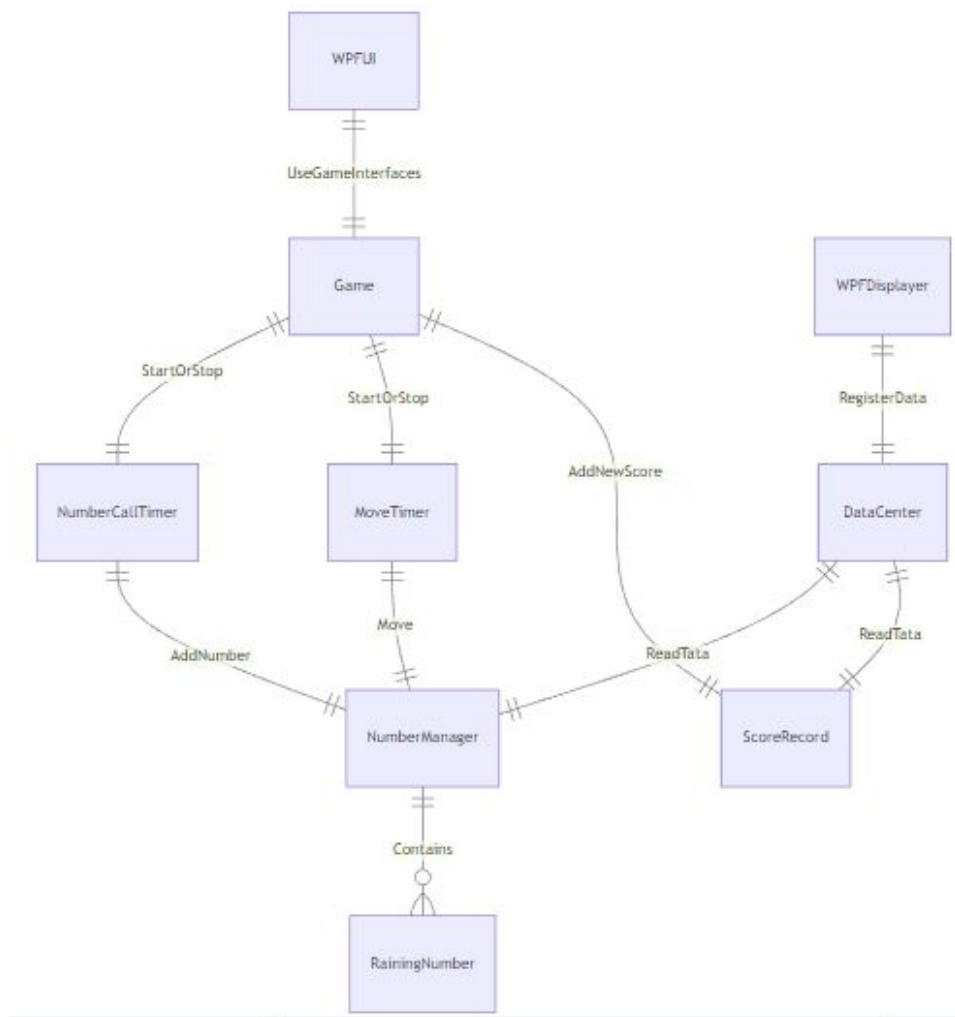 WPFUI
UseGameInterfaces
Game
WPFDisplayer
StartOrStop
StartOrStop
RegisterData
AddNewScore
NumberCallTimer
MoveTimer
DataCenter
Move
ReadTata
AddNumber
ReadTata
NumberManager
ScoreRecord
Contains
RainingNumber